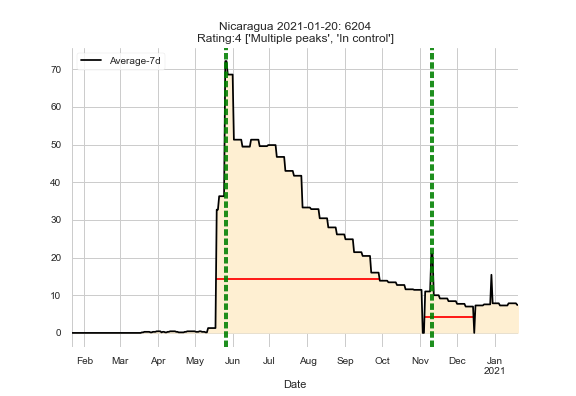 Nicaragua 2021-01-20: 6204
Rating:4 ['Multiple peaks', 'In control']
Average-7d
70
60
50
40
30
20
10
0
Feb Mar Apr May Jun Jul Aug Sep Oct Nov Dec Jan
2021
Date